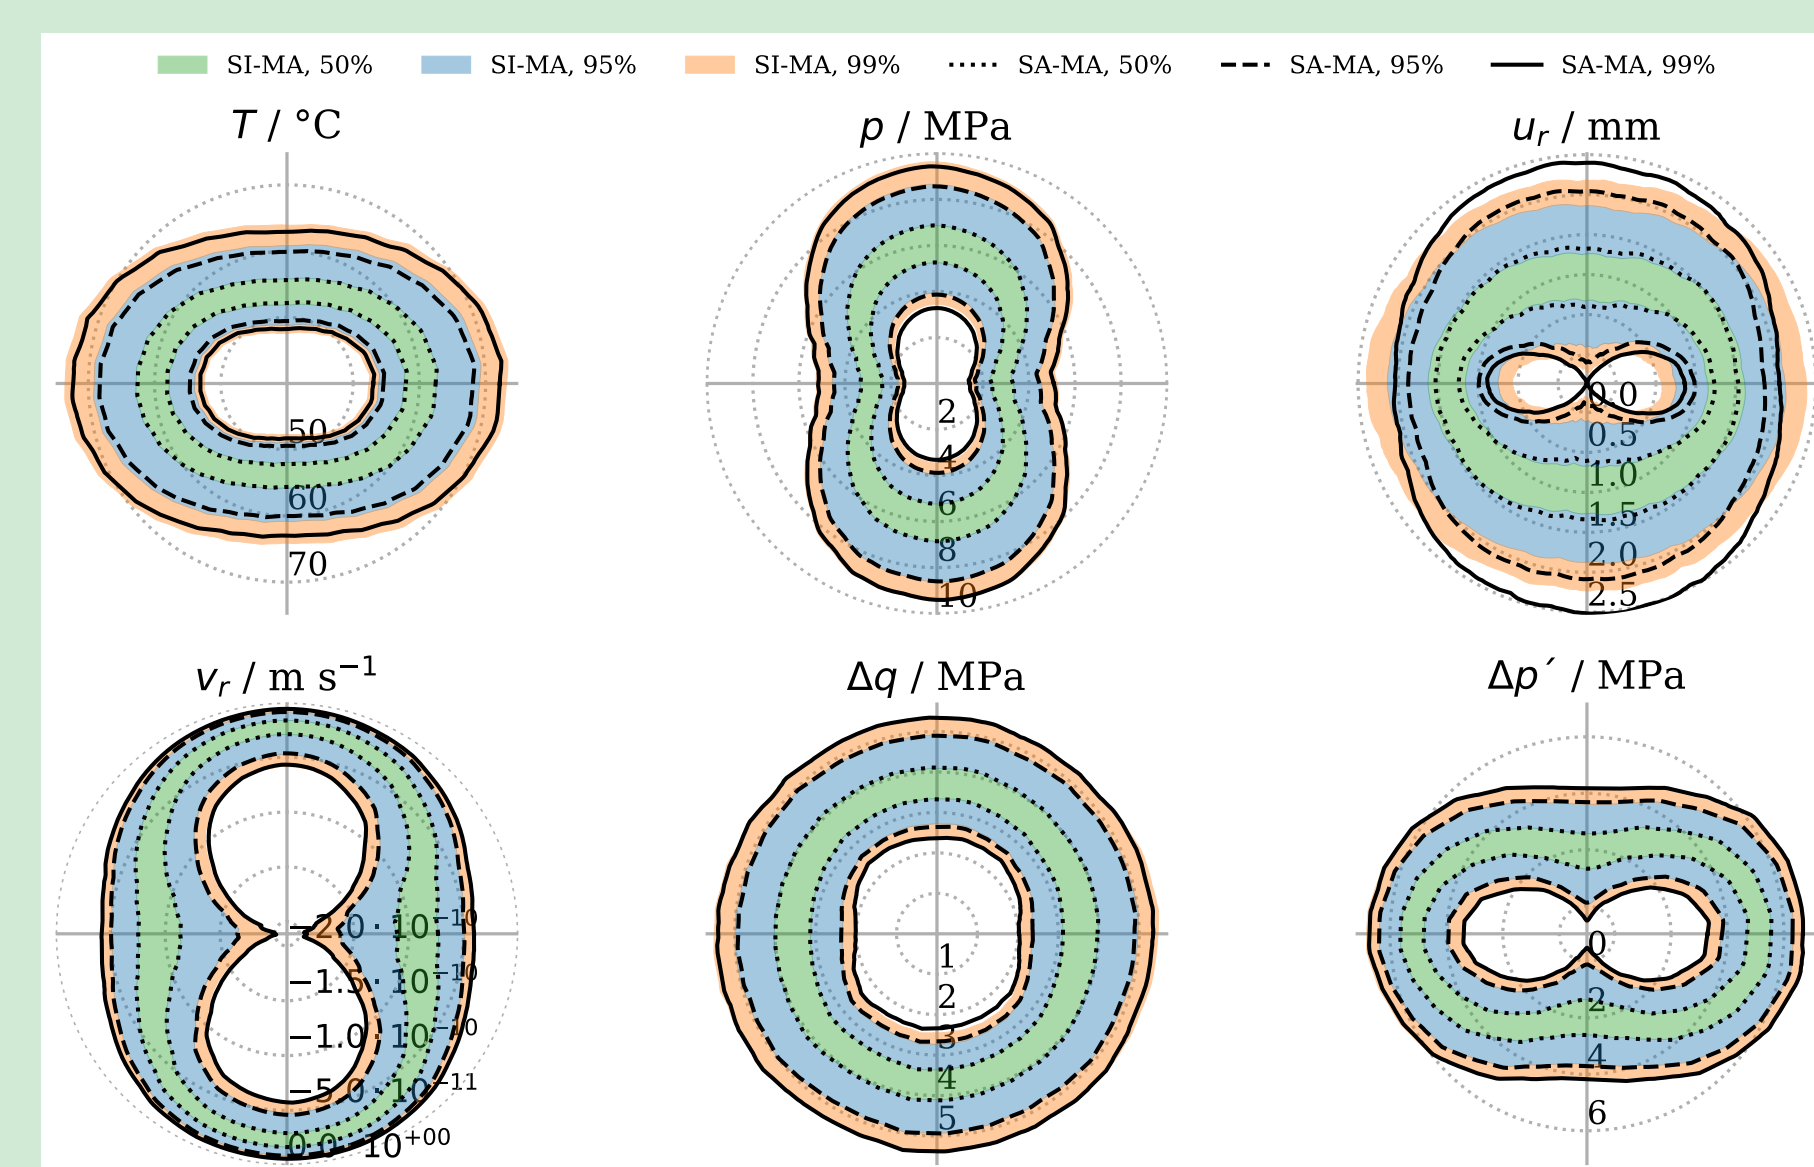 SI-MA, 50% SI-MA, 95% SI-MA, 99% SA-MA, 50% SA-MA, 95% SA-MA, 99%
T / °C p / MPa u_r / mm
50
60
70
2
4
6
8
10
0.0
0.5
1.0
1.5
2.0
2.5
v_r / m s⁻¹ Δq / MPa Δp´ / MPa
−2.0 · 10⁻¹⁰
−1.5 · 10⁻¹⁰
−1.0 · 10⁻¹⁰
−5.0 · 10⁻¹¹
0.0 · 10⁺⁰⁰
1
2
3
4
5
0
2
4
6